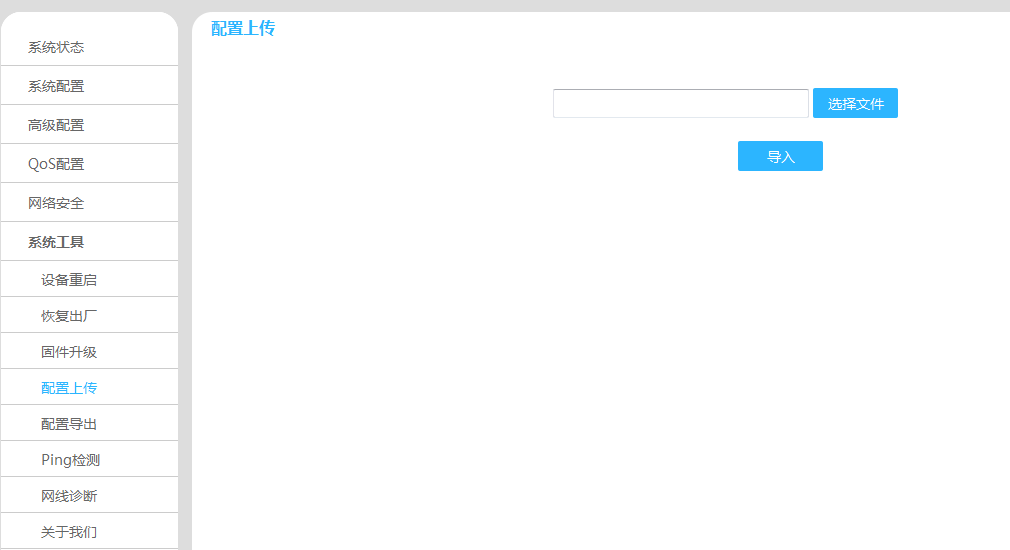 系统状态
系统配置
高级配置
QoS配置
网络安全
系统工具
设备重启
恢复出厂
固件升级
配置上传
配置导出
Ping检测
网线诊断
关于我们
配置上传
选择文件
导入